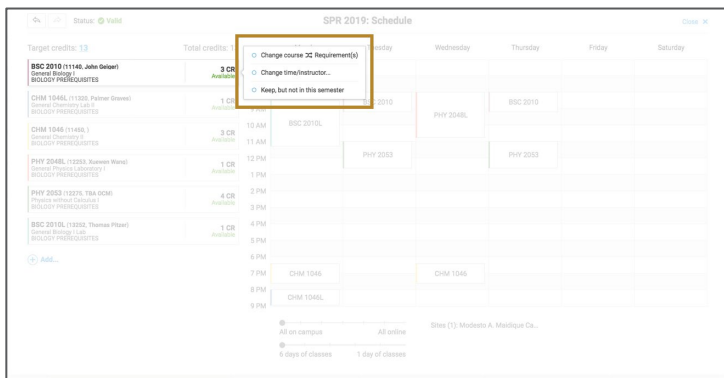 Status: Valid
SPR 2019: Schedule
Close ×
Target credits: 13
Total credits: 1
Tuesday
Wednesday
Thursday
Friday
Saturday
Change course Requirement(s)
Change time/instructor...
Keep, but not in this semester
BSC 2010 (11140, John Geiger)
General Biology I
BIOLOGY PREREQUISITES
3 CR
Available
CHM 1046L (11320, Palmer Graves)
General Chemistry Lab II
BIOLOGY PREREQUISITES
1 CR
Available
CHM 1046 (11450, )
General Chemistry II
BIOLOGY PREREQUISITES
3 CR
Available
PHY 2048L (12253, Xuewen Wang)
General Physics Laboratory I
BIOLOGY PREREQUISITES
1 CR
Available
PHY 2053 (12275, TBA OCM)
Physics without Calculus I
BIOLOGY PREREQUISITES
4 CR
Available
BSC 2010L (13252, Thomas Pitzer)
General Biology I Lab
BIOLOGY PREREQUISITES
1 CR
Available
Add...
9 AM
10 AM
11 AM
12 PM
1 PM
2 PM
3 PM
4 PM
5 PM
6 PM
7 PM
8 PM
9 PM
BSC 2010
BSC 2010
PHY 2048L
BSC 2010L
PHY 2053
PHY 2053
CHM 1046
CHM 1046
CHM 1046L
All on campus
All online
Sites (1): Modesto A. Maidique Ca...
6 days of classes
1 day of classes